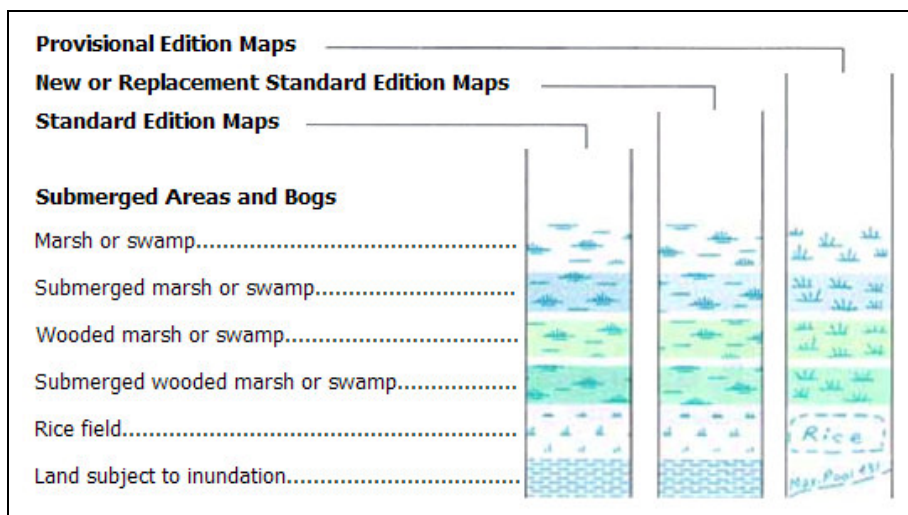 Provisional Edition Maps
New or Replacement Standard Edition Maps
Standard Edition Maps
Submerged Areas and Bogs
Marsh or swamp................................................
Submerged marsh or swamp..............................
Wooded marsh or swamp...................................
Submerged wooded marsh or swamp..................
Rice field........................................................... Rice
Land subject to inundation.................................. Max. Pool 431